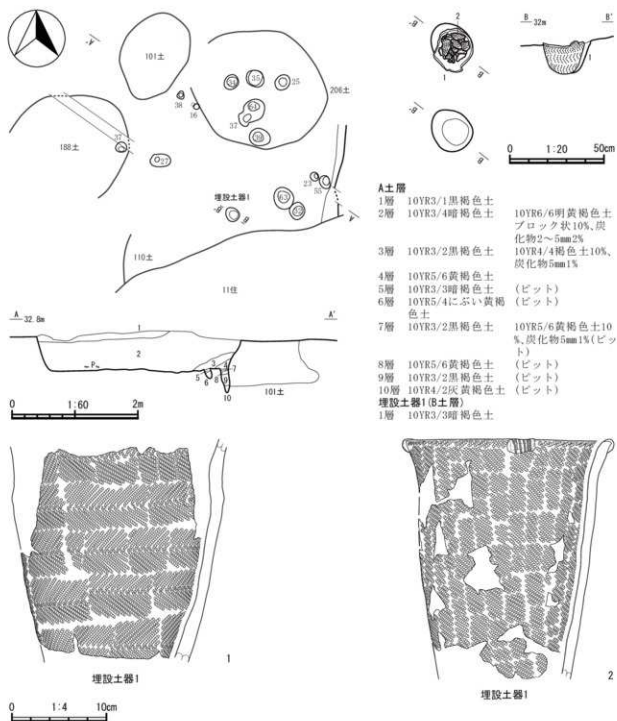 A'
101土
206土
34
35
25
38
16
64
37
39
188土
37
27
23
55
63
33
A
埋設土器1
B
B'
110土
11住
2
B
B'
1
B 32m B'
1
B
B'
0 1:20 50cm
A土層
1層 10YR3/1黒褐色土
2層 10YR3/4暗褐色土 10YR6/6明黄褐色土
ブロック状10%、炭
化物2～5mm2%
3層 10YR3/2黒褐色土 10YR4/4褐色土10%、
炭化物5mm1%
4層 10YR5/6黄褐色土
5層 10YR3/3暗褐色土 (ピット)
6層 10YR5/4にぶい黄褐 (ピット)
色土
7層 10YR3/2黒褐色土 10YR5/6黄褐色土10
%、炭化物5mm1%(ピッ
ト)
8層 10YR5/6黄褐色土 (ピット)
9層 10YR3/2黒褐色土 (ピット)
10層 10YR4/2灰黄褐色土 (ピット)
埋設土器1(B土層)
1層 10YR3/3暗褐色土
A 32.8m A'
1
2
P
3
4
7
5
6
8
9
10
101土
0 1:60 2m
1
埋設土器1
2
埋設土器1
0 1:4 10cm